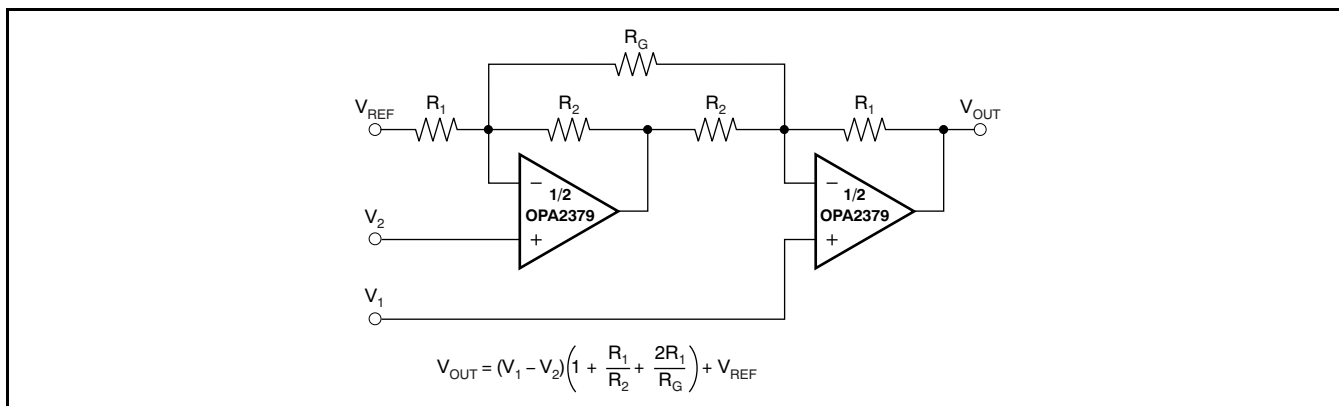 R_G
V_REF R_1 R_2 R_2 R_1 V_OUT
− 1/2 OPA2379 +
− 1/2 OPA2379 +
V_2
V_1
V_OUT = (V_1 – V_2)(1 + R_1/R_2 + 2R_1/R_G) + V_REF